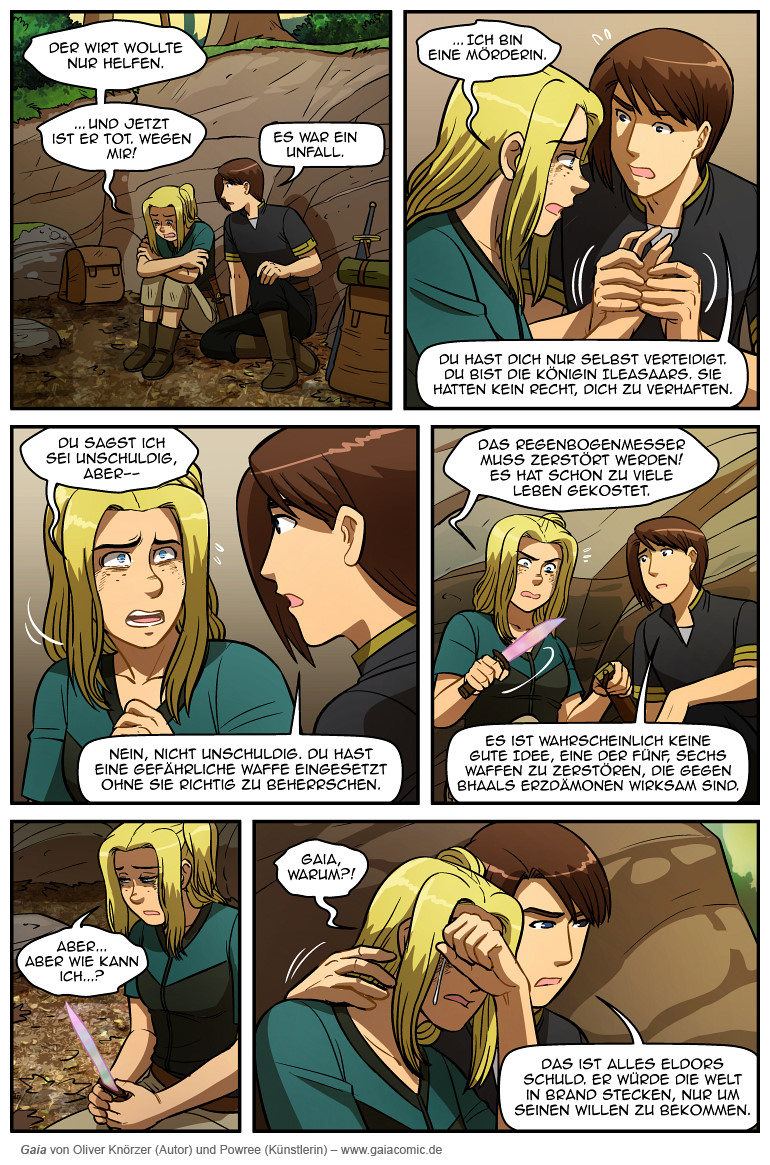 DER WIRT WOLLTE
NUR HELFEN.
...UND JETZT
IST ER TOT. WEGEN
MIR!
ES WAR EIN
UNFALL.
...ICH BIN
EINE MÖRDERIN.
DU HAST DICH NUR SELBST VERTEIDIGT.
DU BIST DIE KÖNIGIN ILEASAARS. SIE
HATTEN KEIN RECHT, DICH ZU VERHAFTEN.
DU SAGST ICH
SEI UNSCHULDIG,
ABER--
NEIN, NICHT UNSCHULDIG. DU HAST
EINE GEFÄHRLICHE WAFFE EINGESETZT
OHNE SIE RICHTIG ZU BEHERRSCHEN.
DAS REGENBOGENMESSER
MUSS ZERSTÖRT WERDEN!
ES HAT SCHON ZU VIELE
LEBEN GEKOSTET.
ES IST WAHRSCHEINLICH KEINE
GUTE IDEE, EINE DER FÜNF, SECHS
WAFFEN ZU ZERSTÖREN, DIE GEGEN
BHAALS ERZDÄMONEN WIRKSAM SIND.
ABER...
ABER WIE KANN
ICH...?
GAIA,
WARUM?!
DAS IST ALLES ELDORS
SCHULD. ER WÜRDE DIE WELT
IN BRAND STECKEN, NUR UM
SEINEN WILLEN ZU BEKOMMEN.
Gaia von Oliver Knörzer (Autor) und Powree (Künstlerin) – www.gaiacomic.de